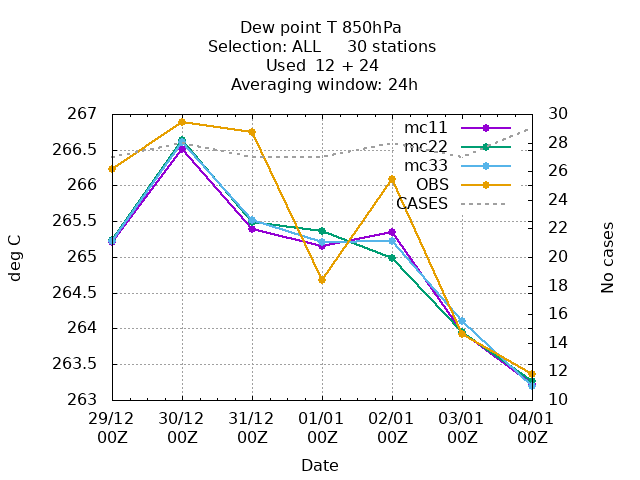 Dew point T 850hPa
Selection: ALL     30 stations
Used  12 + 24
Averaging window: 24h
267
266.5
266
265.5
265
264.5
264
263.5
263
deg C
30
28
26
24
22
20
18
16
14
12
10
No cases
mc11
mc22
mc33
OBS
CASES
29/12 30/12 31/12 01/01 02/01 03/01 04/01
00Z 00Z 00Z 00Z 00Z 00Z 00Z
Date